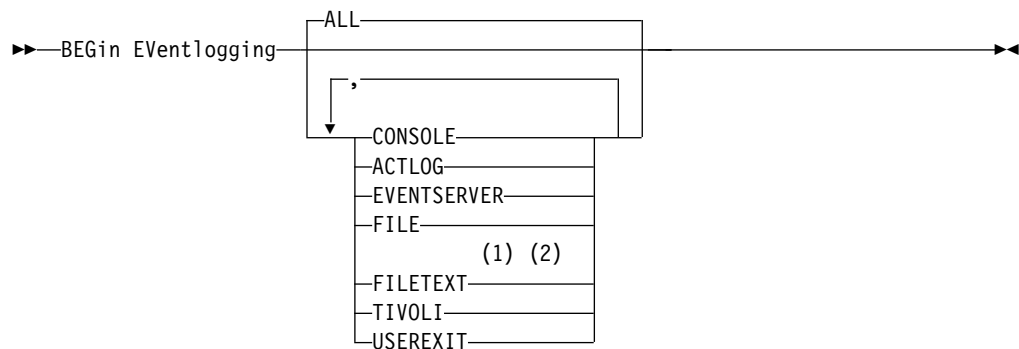 ALL
BEGin EVentlogging
,
CONSOLE
ACTLOG
EVENTSERVER
FILE
(1) (2)
FILETEXT
TIVOLI
USEREXIT